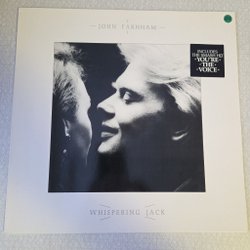 JOHN FARNHAM
INCLUDES
THE SMASH HIT
"YOU'RE
• THE •
VOICE"
WHISPERING JACK